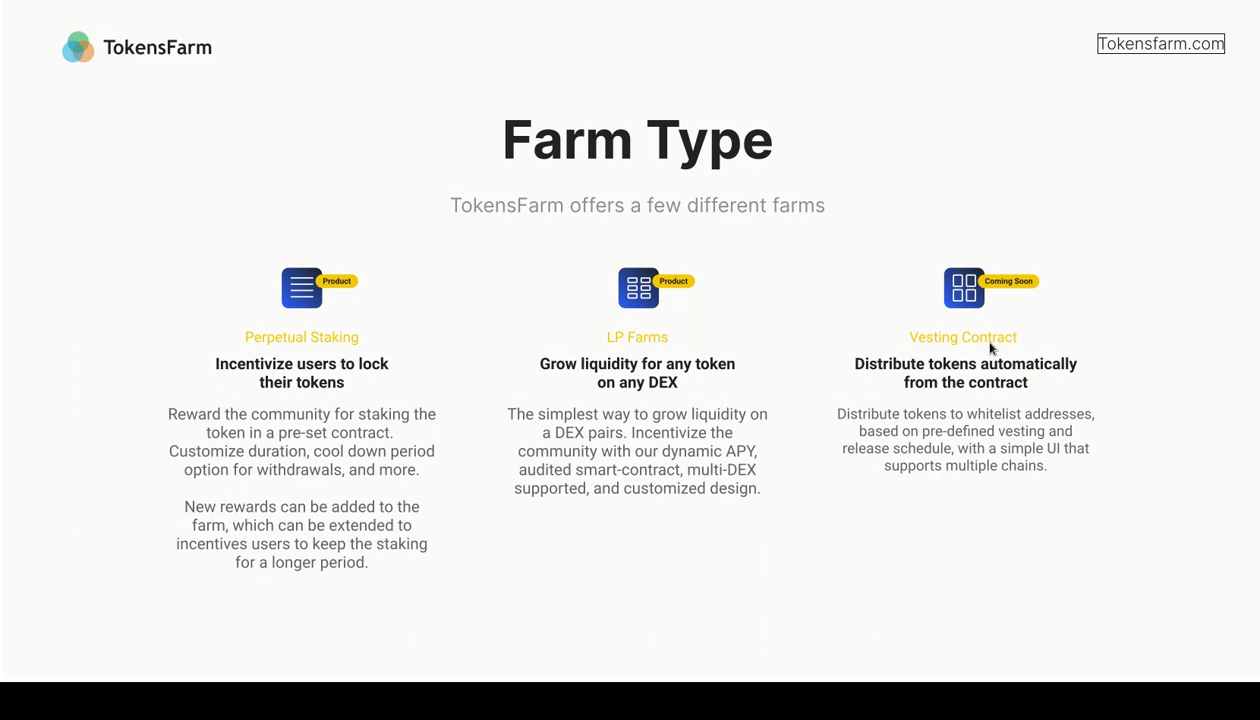 TokensFarm
Tokensfarm.com
Farm Type
TokensFarm offers a few different farms
Product
Perpetual Staking
Incentivize users to lock
their tokens
Reward the community for staking the
token in a pre-set contract.
Customize duration, cool down period
option for withdrawals, and more.
New rewards can be added to the
farm, which can be extended to
incentives users to keep the staking
for a longer period.
Product
LP Farms
Grow liquidity for any token
on any DEX
The simplest way to grow liquidity on
a DEX pairs. Incentivize the
community with our dynamic APY,
audited smart-contract, multi-DEX
supported, and customized design.
Coming Soon
Vesting Contract
Distribute tokens automatically
from the contract
Distribute tokens to whitelist addresses,
based on pre-defined vesting and
release schedule, with a simple UI that
supports multiple chains.